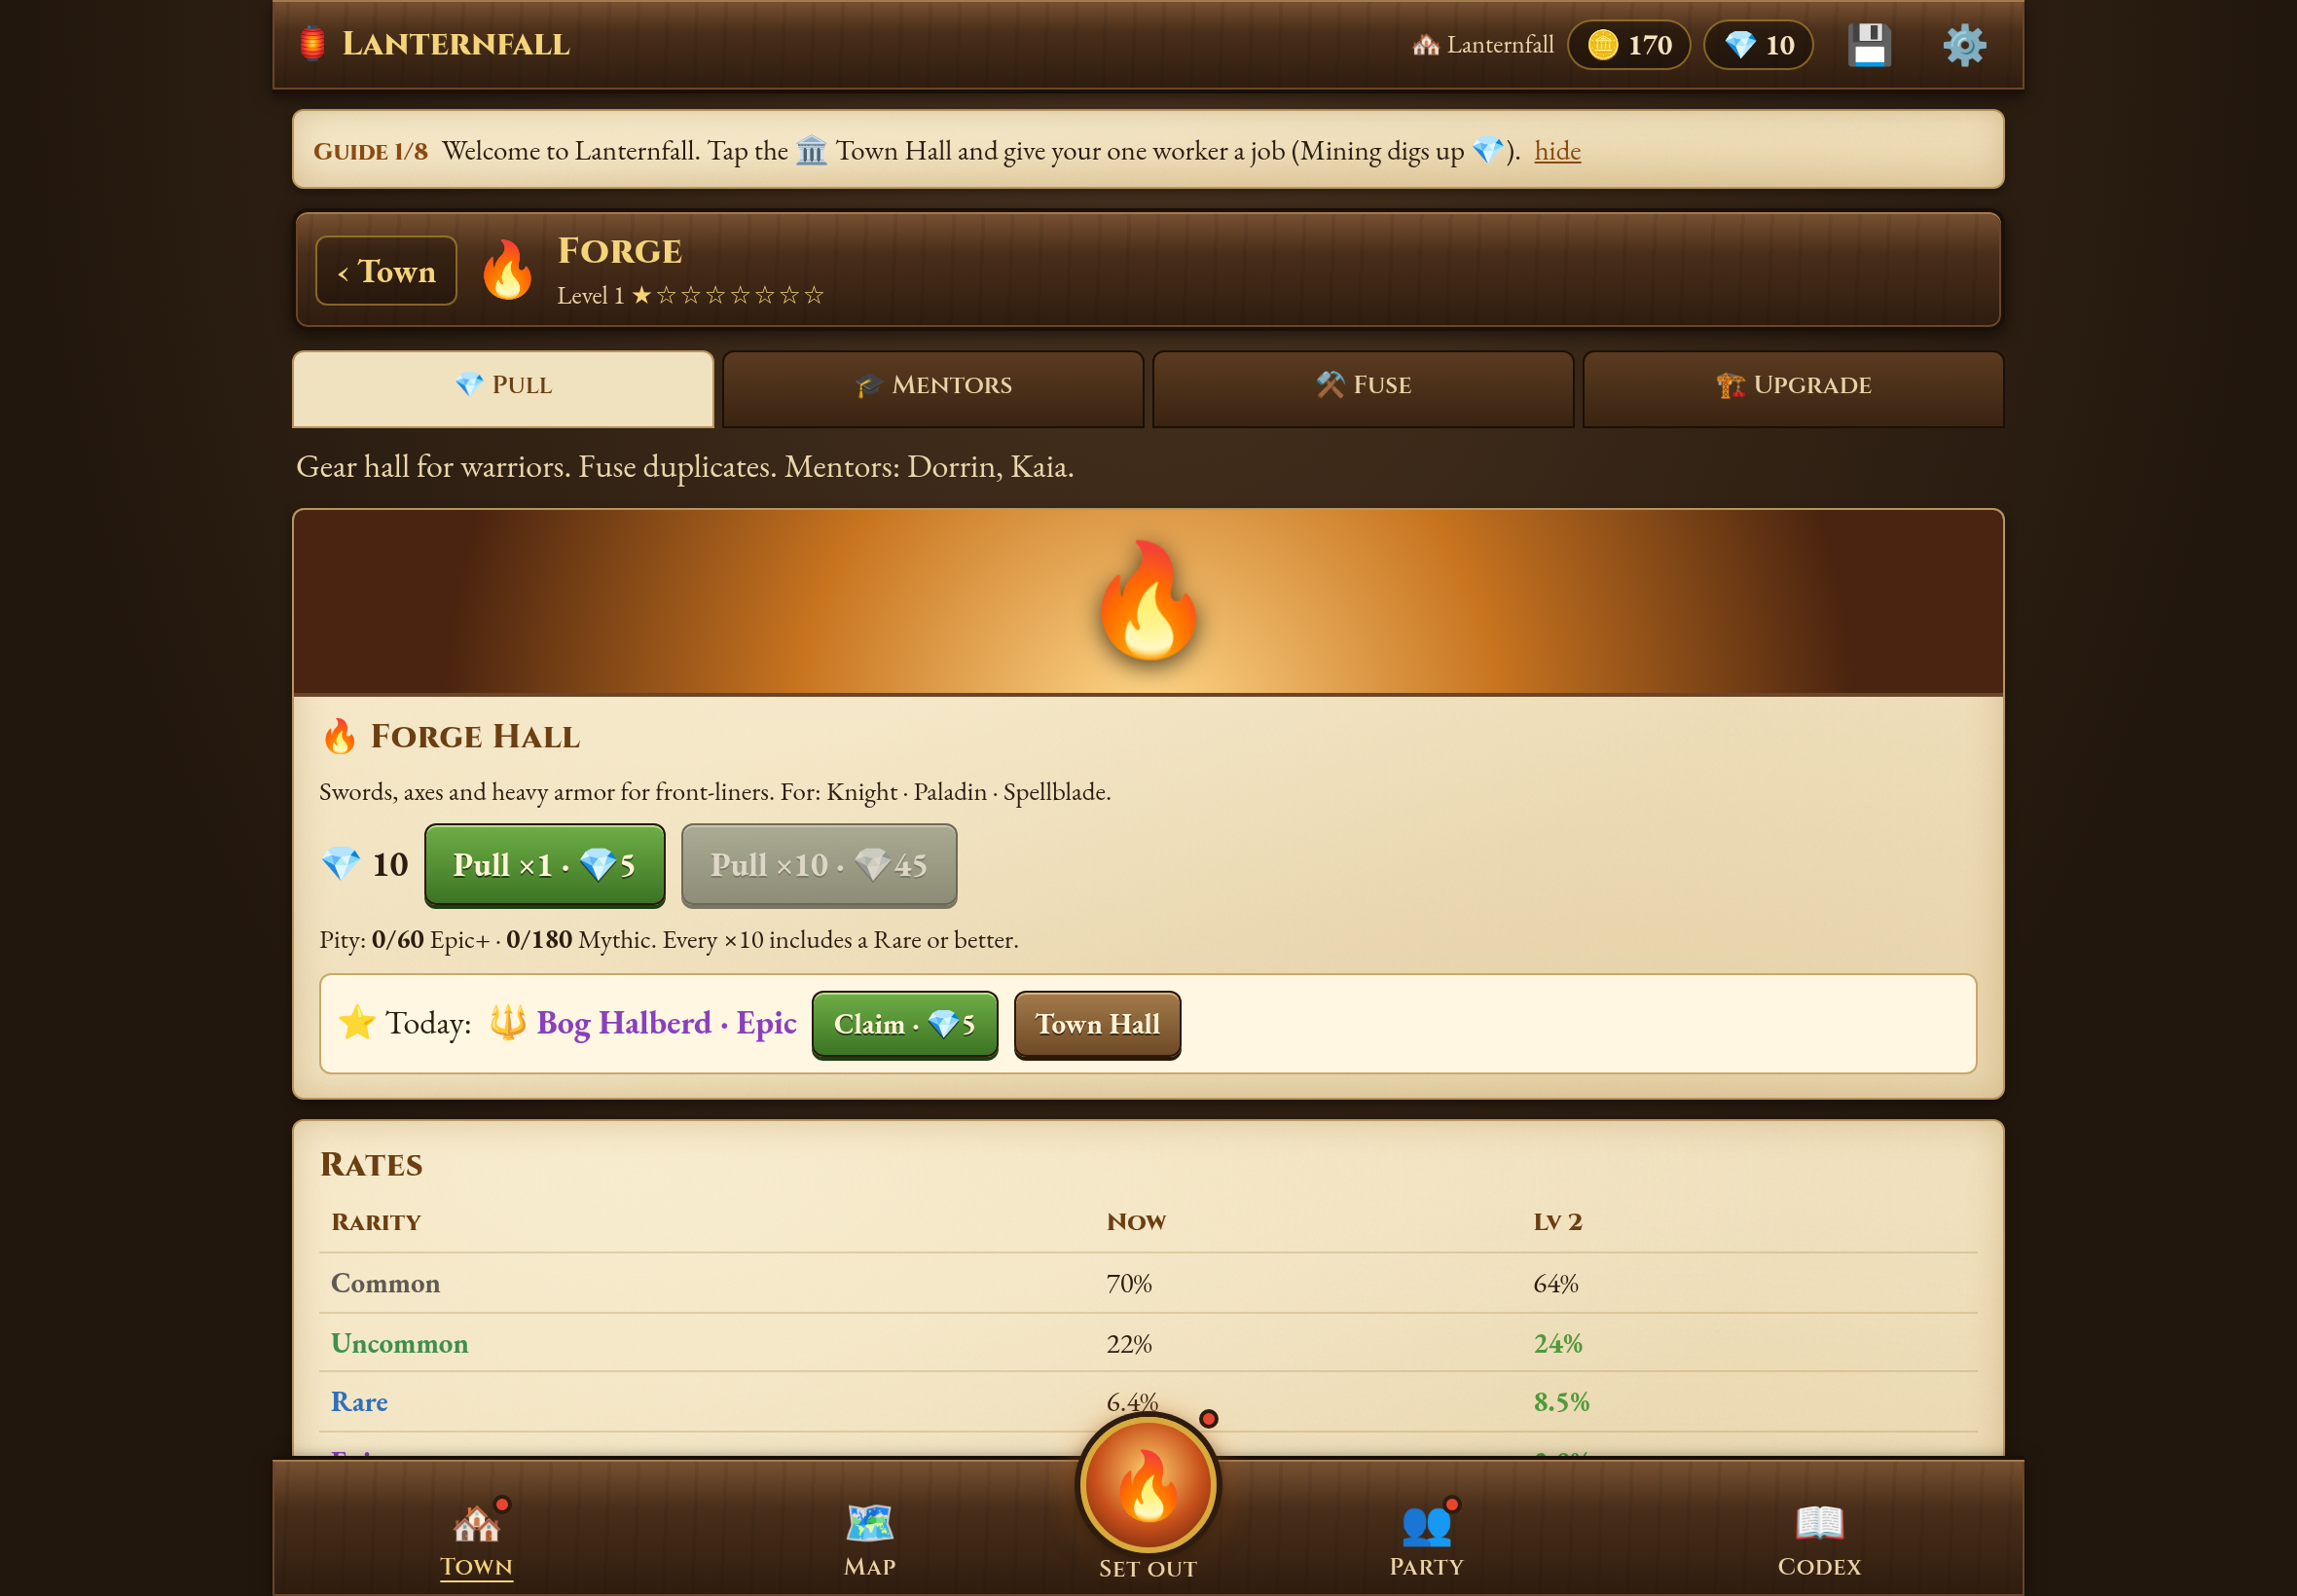 Lanternfall
Lanternfall 170 10
Guide 1/8 Welcome to Lanternfall. Tap the Town Hall and give your one worker a job (Mining digs up ). hide
‹ Town
Forge
Level 1 ★☆☆☆☆☆☆☆
Pull
Mentors
Fuse
Upgrade
Gear hall for warriors. Fuse duplicates. Mentors: Dorrin, Kaia.
Forge Hall
Swords, axes and heavy armor for front-liners. For: Knight · Paladin · Spellblade.
10 Pull ×1 · 5 Pull ×10 · 45
Pity: 0/60 Epic+ · 0/180 Mythic. Every ×10 includes a Rare or better.
Today: Bog Halberd · Epic Claim · 5 Town Hall
Rates
Rarity Now Lv 2
Common 70% 64%
Uncommon 22% 24%
Rare 6.4% 8.5%
Town
Map
Set out
Party
Codex